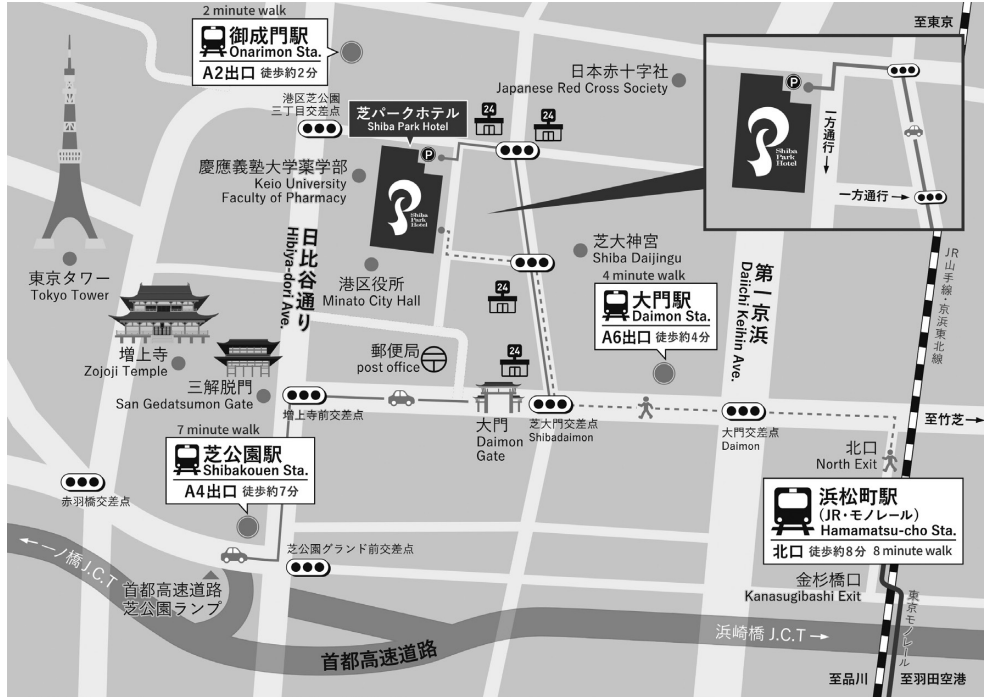 2 minute walk
御成門駅
Onarimon Sta.
A2出口 徒歩約2分
至東京
日本赤十字社
Japanese Red Cross Society
港区芝公園
三丁目交差点
芝パークホテル
Shiba Park Hotel
24
24
P
Shiba
Park
Hotel
一方通行
一方通行
慶應義塾大学薬学部
Keio University
Faculty of Pharmacy
P
Shiba
Park
Hotel
日比谷通り
Hibiya-dori Ave.
港区役所
Minato City Hall
芝大神宮
Shiba Daijingu
第一京浜
Daiichi Keihin Ave.
JR山手線・京浜東北線
東京タワー
Tokyo Tower
4 minute walk
大門駅
Daimon Sta.
A6出口 徒歩約4分
24
増上寺
Zojoji Temple
三解脱門
San Gedatsumon Gate
郵便局
post office
24
増上寺前交差点
大門
Daimon
Gate
芝大門交差点
Shibadaimon
大門交差点
Daimon
至竹芝
7 minute walk
芝公園駅
Shibakouen Sta.
A4出口 徒歩約7分
北口
North Exit
赤羽橋交差点
浜松町駅
(JR・モノレール)
Hamamatsu-cho Sta.
北口 徒歩約8分 8 minute walk
一ノ橋 J.C.T
芝公園グランド前交差点
首都高速道路
芝公園ランプ
金杉橋口
Kanasugibashi Exit
東京モノレール
浜崎橋 J.C.T
首都高速道路
至品川
至羽田空港